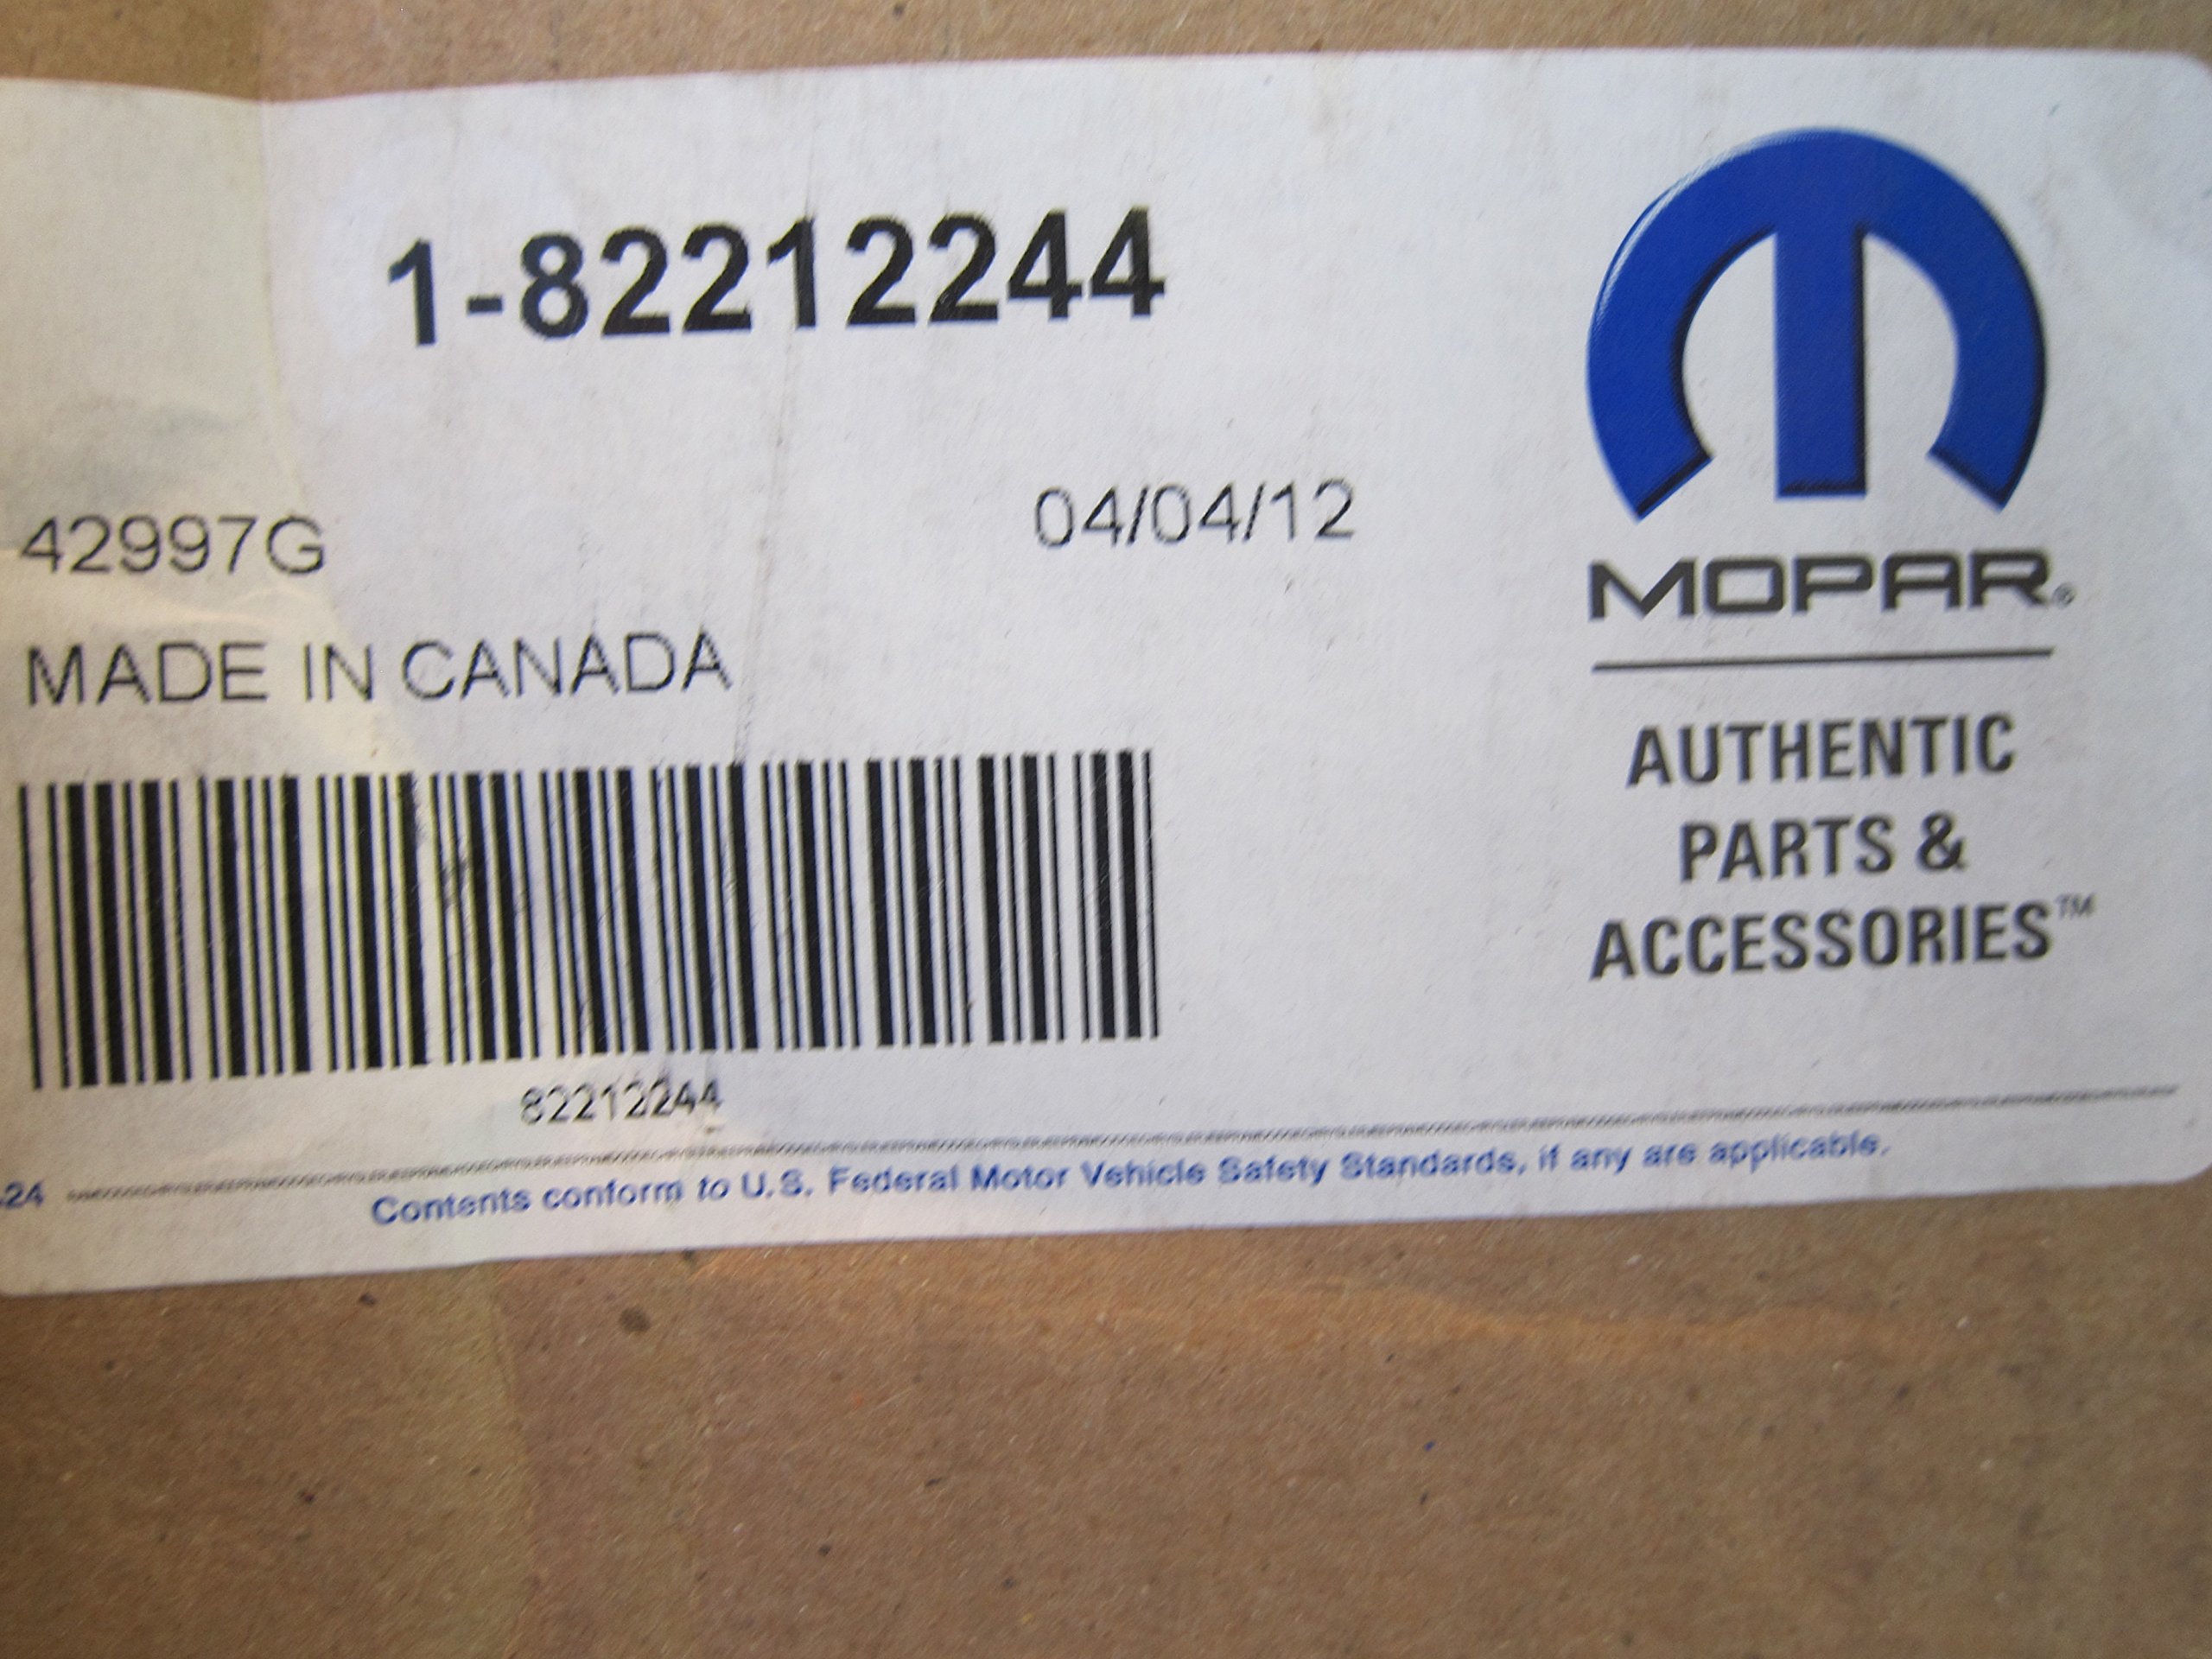 1-82212244
42997G 04/04/12
MADE IN CANADA
82212244
MOPAR®
AUTHENTIC
PARTS &
ACCESSORIES™
24
Contents conform to U.S. Federal Motor Vehicle Safety Standards, if any are applicable.